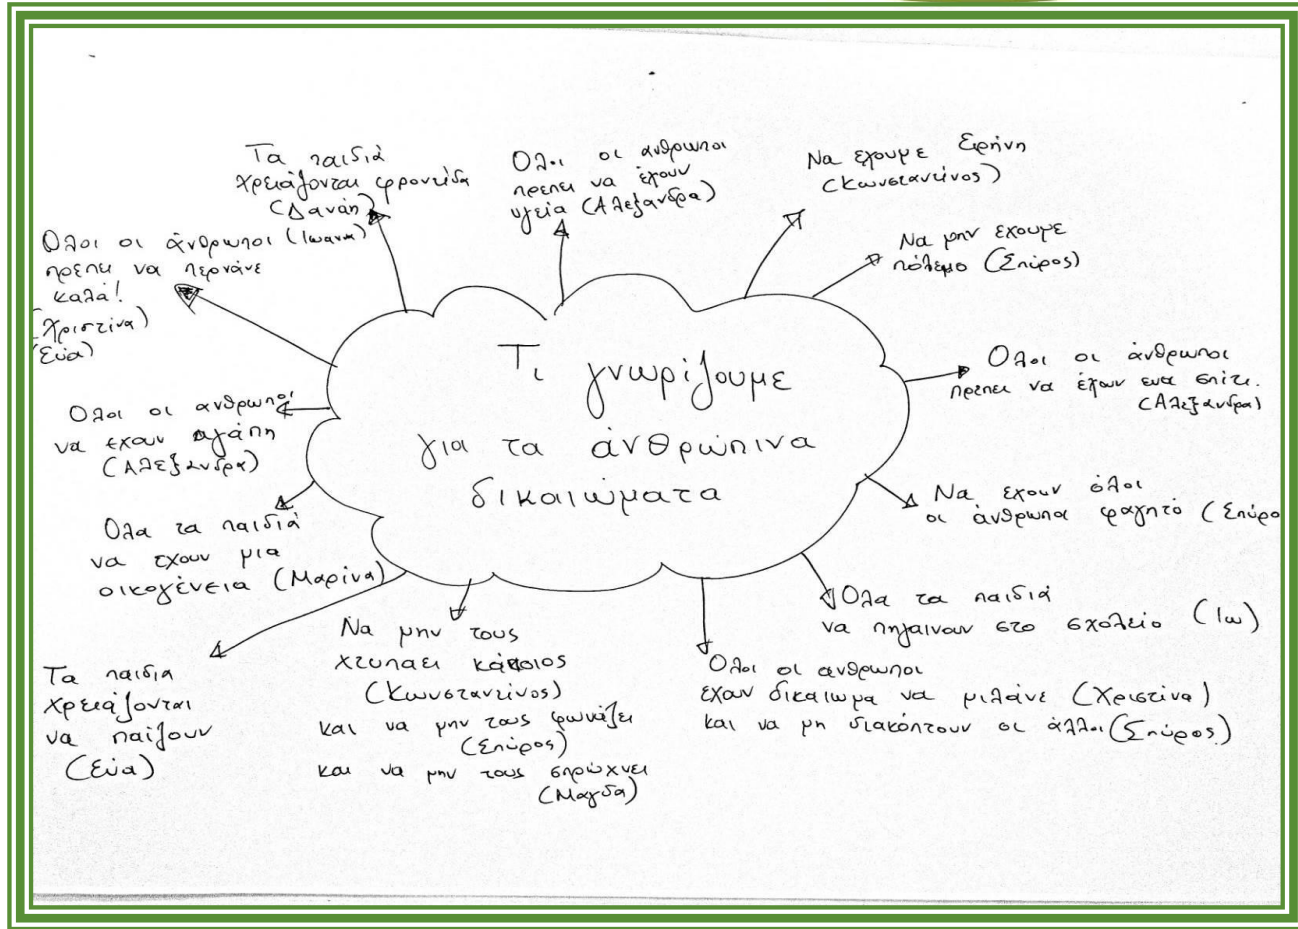 Τι γνωρίζουμε
για τα ανθρώπινα
δικαιώματα
Τα παιδιά
χρειάζονται φροντίδα
(Δανάη)
(Ιωάννα)
Όλοι οι άνθρωποι
πρέπει να έχουν
υγεία (Αλεξάνδρα)
Να έχουμε Ειρήνη
(Κωνσταντίνος)
Να μην έχουμε
πόλεμο (Σπύρος)
Όλοι οι άνθρωποι
πρέπει να έχουν ενα σπίτι.
(Αλεξάνδρα)
Να έχουν όλοι
οι άνθρωποι φαγητό (Σπύρο
Όλα τα παιδιά
να πηγαίνουν στο σχολείο (Ιω)
Όλοι οι ανθρωποι
έχουν δικαίωμα να μιλάνε (Χριστίνα)
και να μη διακόπτουν οι άλλοι (Σπύρος)
Να μην τους
χτυπάει κάποιος
(Κωνσταντίνος)
και να μην τους φωνάζει
(Σπύρος)
και να μην τους σπρώχνει
(Μαγδα)
Τα παιδιά
χρειάζονται
να παίζουν
(Εύα)
Όλα τα παιδιά
να έχουν μια
οικογένεια (Μαρίνα)
Όλοι οι ανθρωποι
να έχουν αγάπη
(Αλεξάνδρα)
Όλοι οι άνθρωποι
πρέπει να περνάνε
καλά!
(Χριστίνα)
(Εύα)